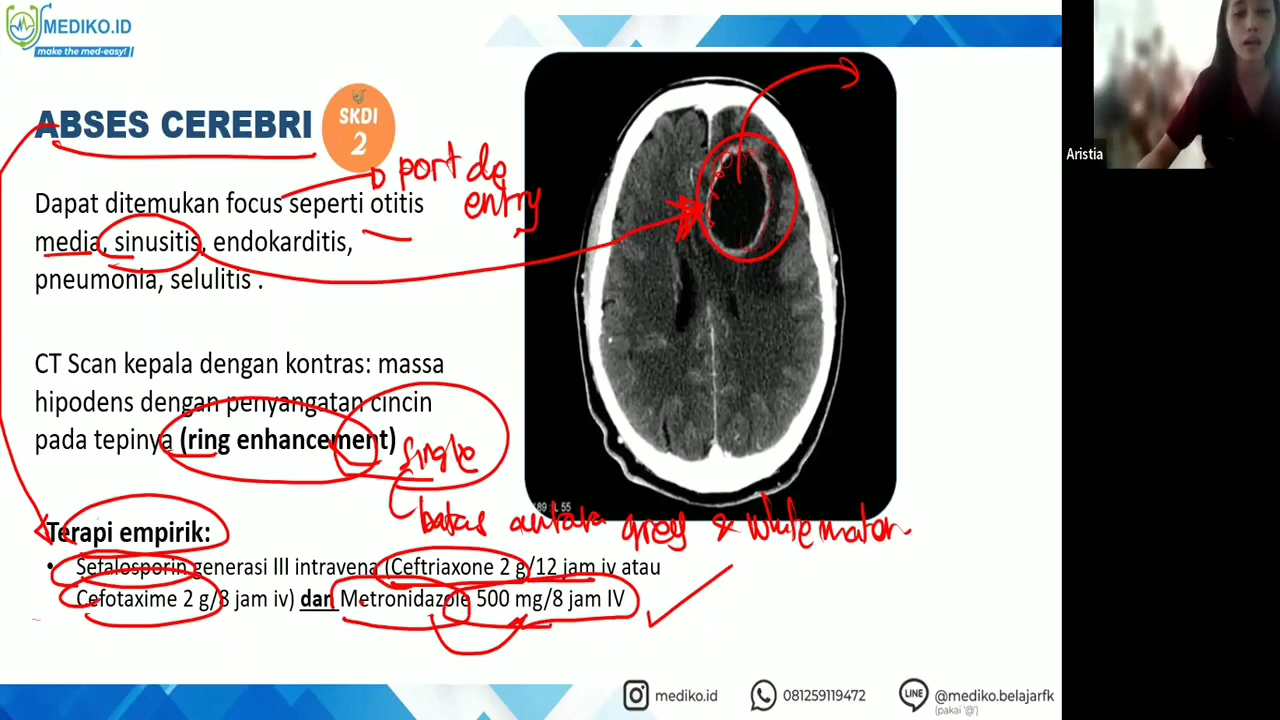 MEDIKO.ID
make the med-easy!
ABSES CEREBRI
SKDI
2
port de
entry
Dapat ditemukan focus seperti otitis
media, sinusitis, endokarditis,
pneumonia, selulitis .
CT Scan kepala dengan kontras: massa
hipodens dengan penyangatan cincin
pada tepinya (ring enhancement)
single
batas antara grey & white matter
Terapi empirik:
• Sefalosporin generasi III intravena (Ceftriaxone 2 g/12 jam iv atau
Cefotaxime 2 g/8 jam iv) dan Metronidazole 500 mg/8 jam IV
Aristia
mediko.id
081259119472
LINE
@mediko.belajarfk
(pakai '@')